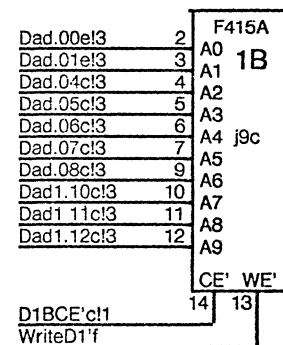 F415A
1B
Dad.00e!3 2 A0
Dad.01e!3 3 A1
Dad.04c!3 4 A2
Dad.05c!3 5 A3
Dad.06c!3 6 A4 j9c
Dad.07c!3 7 A5
Dad.08c!3 9 A6
Dad1.10c!3 10 A7
Dad1 11c!3 11 A8
Dad1.12c!3 12 A9
CE' WE'
14 13
D1BCE'c!1
WriteD1'f